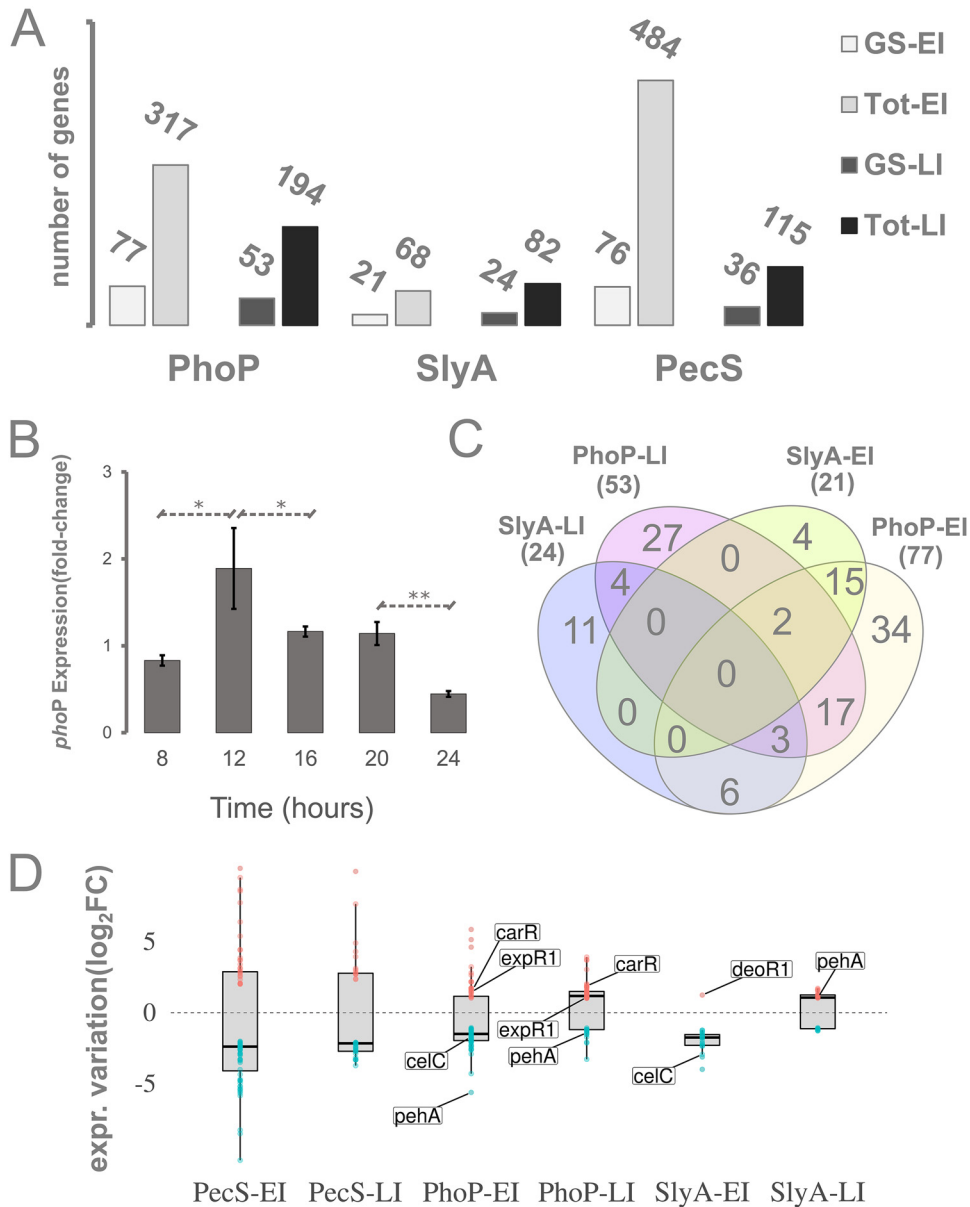 A
number of genes
77
317
53
194
21
68
24
82
76
484
36
115
PhoP
SlyA
PecS
GS-EI
Tot-EI
GS-LI
Tot-LI
B
phoP Expression(fold-change)
3
2
1
0
*
*
**
8
12
16
20
24
Time (hours)
C
PhoP-LI
(53)
SlyA-EI
(21)
SlyA-LI
(24)
PhoP-EI
(77)
27
0
4
4
15
11
0
2
34
0
0
17
0
3
6
D
expr. variation(log2FC)
5
0
-5
carR
expR1
celC
pehA
carR
expR1
pehA
deoR1
celC
pehA
PecS-EI
PecS-LI
PhoP-EI
PhoP-LI
SlyA-EI
SlyA-LI